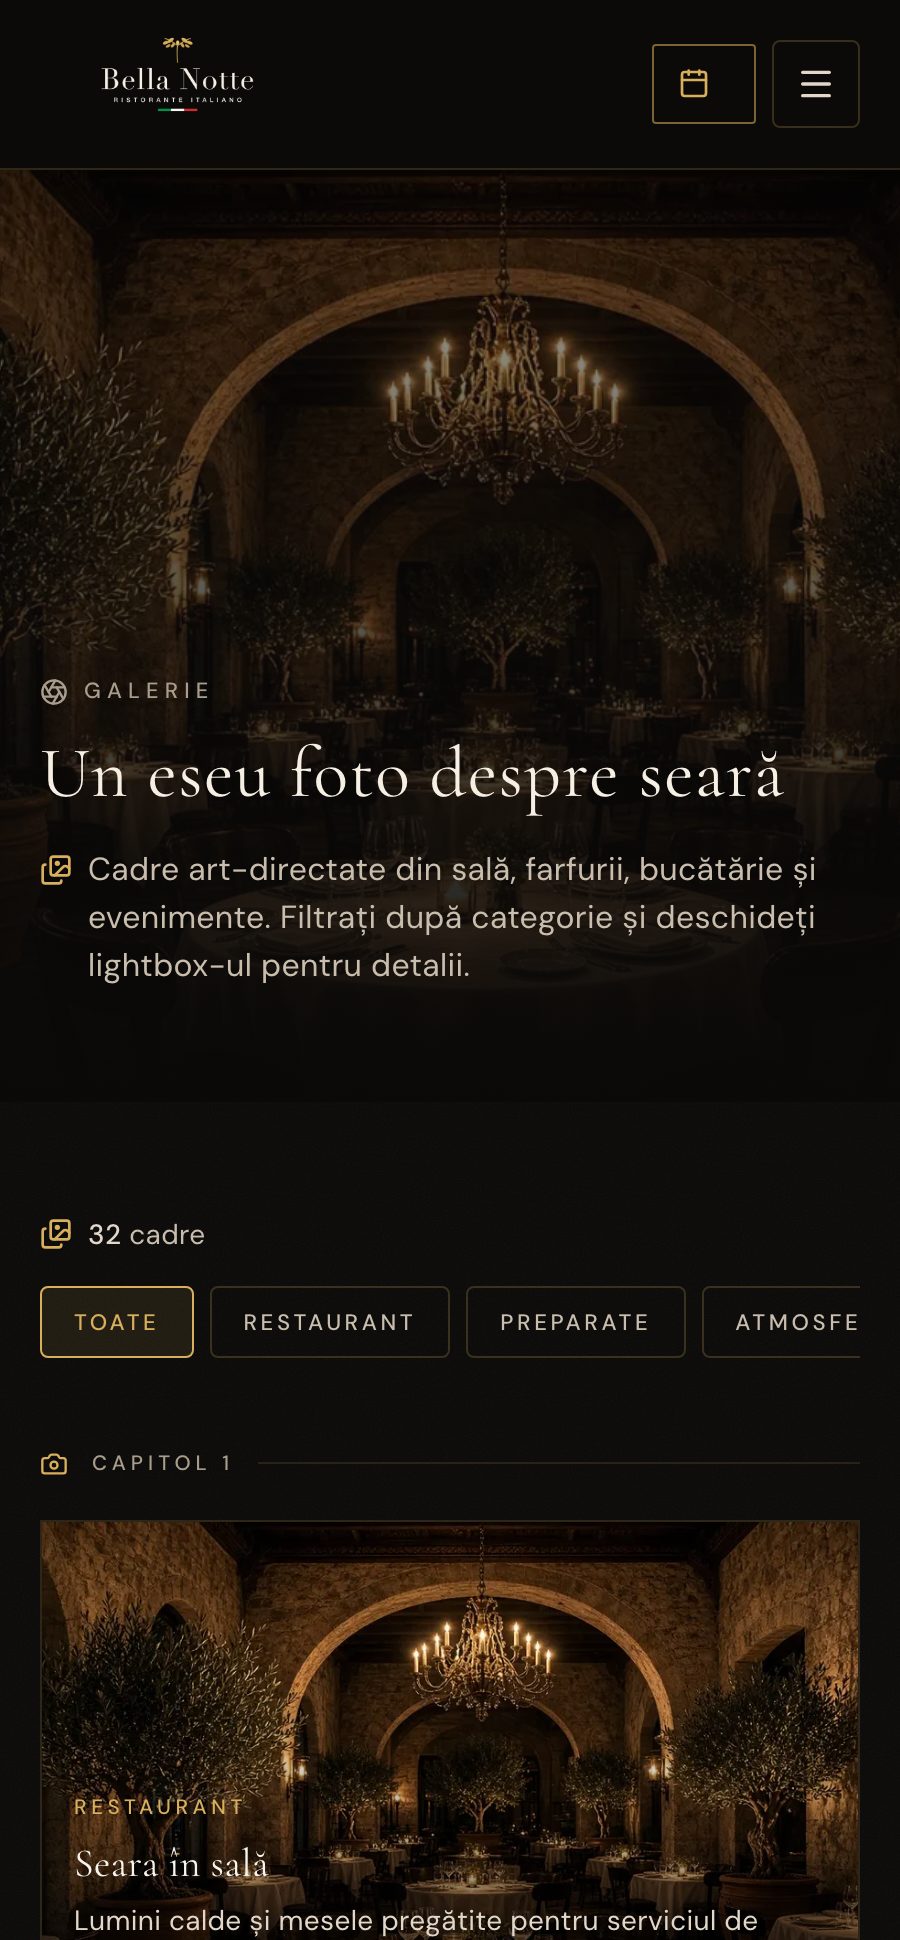 Bella Notte
RISTORANTE ITALIANO
GALERIE
Un eseu foto despre seară
Cadre art-directate din sală, farfurii, bucătărie și
evenimente. Filtrați după categorie și deschideți
lightbox-ul pentru detalii.
32 cadre
TOATE
RESTAURANT
PREPARATE
ATMOSFE
CAPITOL 1
RESTAURANT
Seara în sală
Lumini calde și mesele pregătite pentru serviciul de